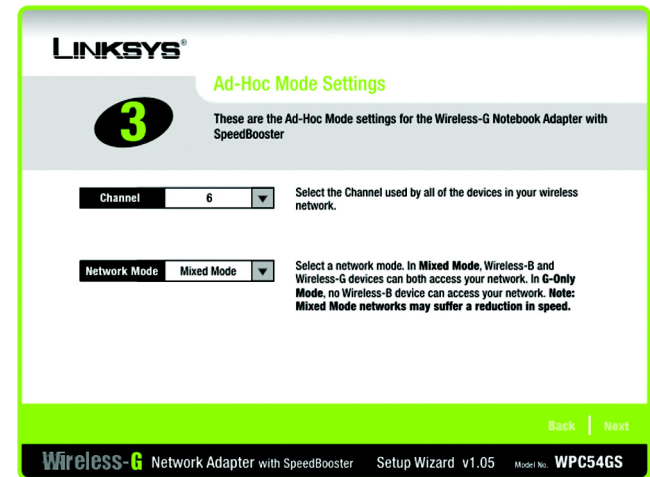 LINKSYS®
Ad-Hoc Mode Settings
3
These are the Ad-Hoc Mode settings for the Wireless-G Notebook Adapter with
SpeedBooster
Channel
6
Select the Channel used by all of the devices in your wireless
network.
Network Mode
Mixed Mode
Select a network mode. In Mixed Mode, Wireless-B and
Wireless-G devices can both access your network. In G-Only
Mode, no Wireless-B device can access your network. Note:
Mixed Mode networks may suffer a reduction in speed.
Back | Next
Wireless-G Network Adapter with SpeedBooster Setup Wizard v1.05 Model No. WPC54GS